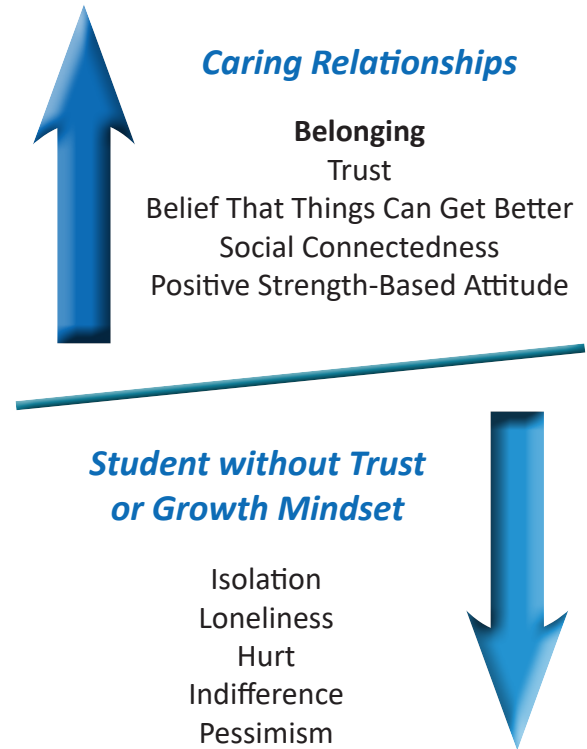 Caring Relationships
Belonging
Trust
Belief That Things Can Get Better
Social Connectedness
Positive Strength-Based Attitude
Student without Trust
or Growth Mindset
Isolation
Loneliness
Hurt
Indifference
Pessimism